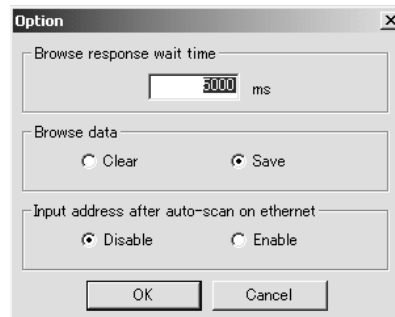 Option
Browse response wait time
5000 ms
Browse data
Clear Save
Input address after auto-scan on ethernet
Disable Enable
OK Cancel